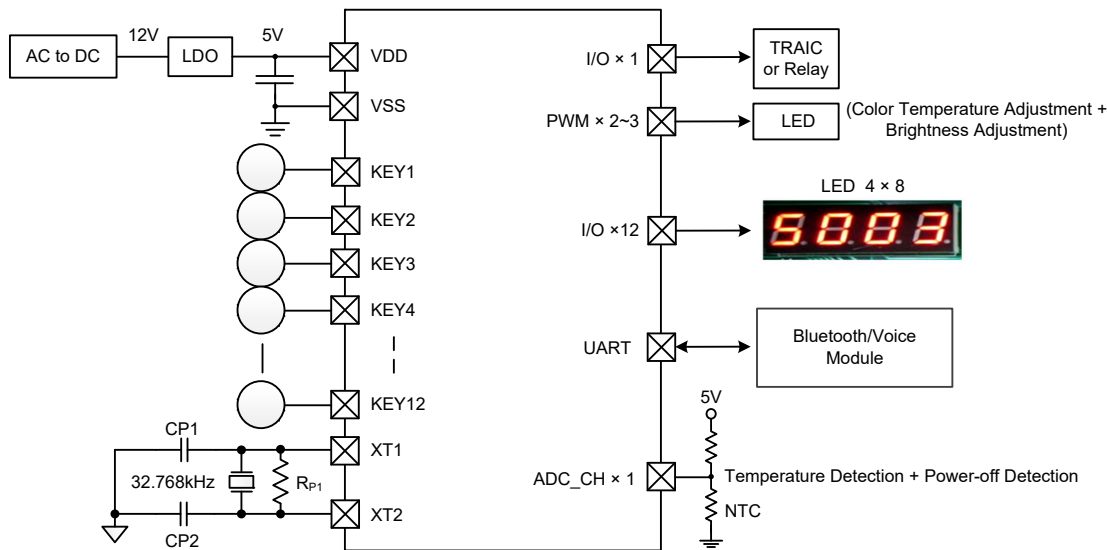 12V
5V
AC to DC
LDO
VDD
VSS
KEY1
KEY2
KEY3
KEY4
KEY12
CP1
XT1
32.768kHz
RP1
XT2
CP2
I/O × 1
TRAIC
or Relay
PWM × 2~3
LED
(Color Temperature Adjustment +
Brightness Adjustment)
LED 4 × 8
I/O ×12
5003
UART
Bluetooth/Voice
Module
5V
ADC_CH × 1
Temperature Detection + Power-off Detection
NTC